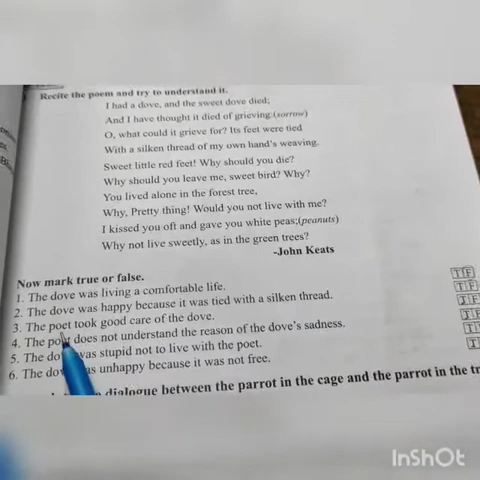 Recite the poem and try to understand it.
I had a dove, and the sweet dove died;
And I have thought it died of grieving:(sorrow)
O, what could it grieve for? Its feet were tied
With a silken thread of my own hand's weaving.
Sweet little red feet! Why should you die?
Why should you leave me, sweet bird? Why?
You lived alone in the forest tree,
Why, Pretty thing! Would you not live with me?
I kissed you oft and gave you white peas;(peanuts)
Why not live sweetly, as in the green trees?
-John Keats
Now mark true or false.
1. The dove was living a comfortable life. T F
2. The dove was happy because it was tied with a silken thread. T F
3. The poet took good care of the dove. T F
4. The poet does not understand the reason of the dove's sadness. T F
5. The do was stupid not to live with the poet. T
6. The do as unhappy because it was not free.
dialogue between the parrot in the cage and the parrot in the tr
InShOt